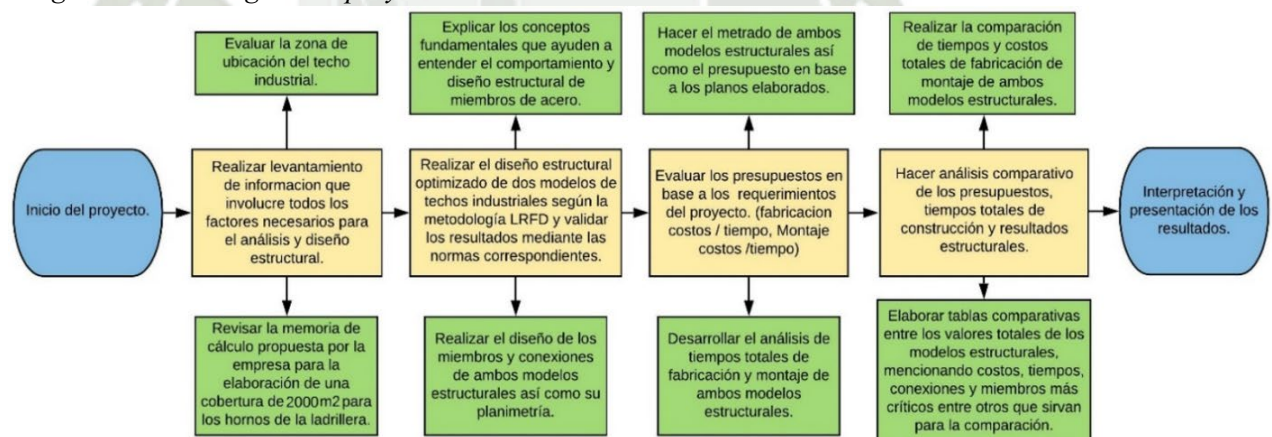 Evaluar la zona de
ubicación del techo
industrial.
Explicar los conceptos
fundamentales que ayuden a
entender el comportamiento y
diseño estructural de
miembros de acero.
Hacer el metrado de ambos
modelos estructurales así
como el presupuesto en base
a los planos elaborados.
Realizar la comparación
de tiempos y costos
totales de fabricación de
montaje de ambos
modelos estructurales.
Inicio del proyecto.
Realizar levantamiento
de informacion que
involucre todos los
factores necesarios para
el análisis y diseño
estructural.
Realizar el diseño estructural
optimizado de dos modelos de
techos industriales según la
metodología LRFD y validar
los resultados mediante las
normas correspondientes.
Evaluar los presupuestos en
base a los requerimientos
del proyecto. (fabricacion
costos / tiempo, Montaje
costos /tiempo)
Hacer análisis comparativo
de los presupuestos,
tiempos totales de
construcción y resultados
estructurales.
Interpretación y
presentación de los
resultados.
Revisar la memoria de
cálculo propuesta por la
empresa para la
elaboración de una
cobertura de 2000m2 para
los hornos de la ladrillera.
Realizar el diseño de los
miembros y conexiones
de ambos modelos
estructurales así como su
planimetría.
Desarrollar el análisis de
tiempos totales de
fabricación y montaje de
ambos modelos
estructurales.
Elaborar tablas comparativas
entre los valores totales de los
modelos estructurales,
mencionando costos, tiempos,
conexiones y miembros más
críticos entre otros que sirvan
para la comparación.